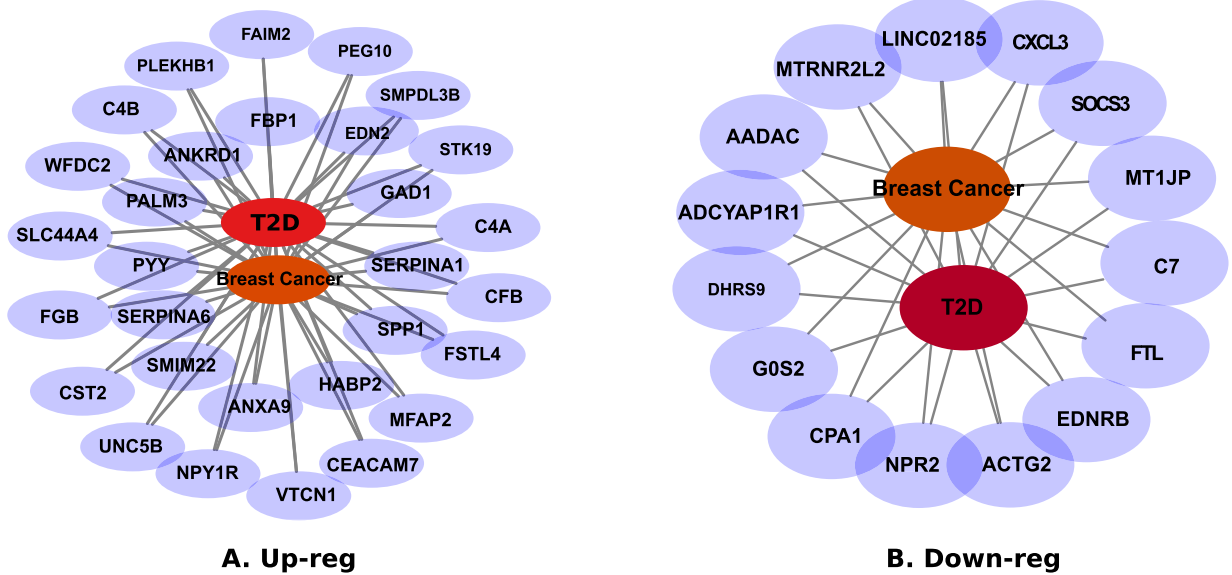 FAIM2
PEG10
PLEKHB1
SMPDL3B
C4B
FBP1
EDN2
STK19
ANKRD1
WFDC2
GAD1
PALM3
T2D
C4A
SLC44A4
PYY
SERPINA1
Breast Cancer
CFB
FGB
SERPINA6
SPP1
FSTL4
SMIM22
HABP2
CST2
ANXA9
MFAP2
UNC5B
CEACAM7
NPY1R
VTCN1
A. Up-reg
LINC02185
CXCL3
MTRNR2L2
SOCS3
AADAC
MT1JP
Breast Cancer
ADCYAP1R1
C7
DHRS9
T2D
FTL
G0S2
EDNRB
CPA1
NPR2
ACTG2
B. Down-reg